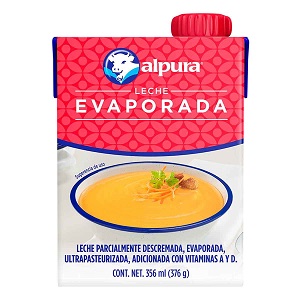 alpura
LECHE
EVAPORADA
Sugerencia de uso
LECHE PARCIALMENTE DESCREMADA, EVAPORADA,
ULTRAPASTEURIZADA, ADICIONADA CON VITAMINAS A Y D.
CONT. NET. 356 ml (376 g)